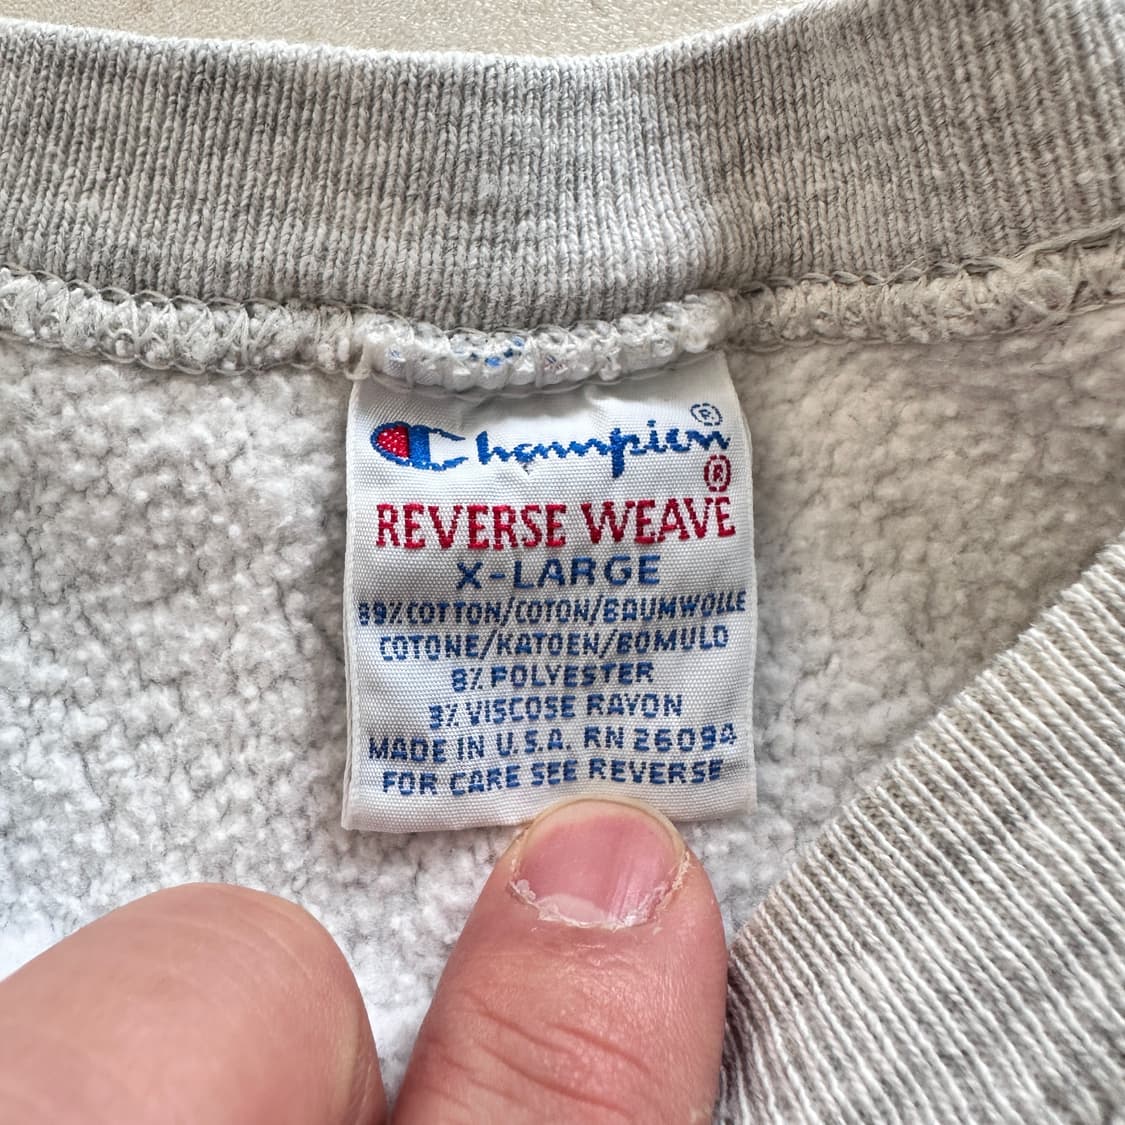 Champion®
REVERSE WEAVE®
X-LARGE
89% COTTON/COTON/BAUMWOLLE
COTONE/KATOEN/BOMULD
8% POLYESTER
3% VISCOSE RAYON
MADE IN U.S.A. RN 26094
FOR CARE SEE REVERSE